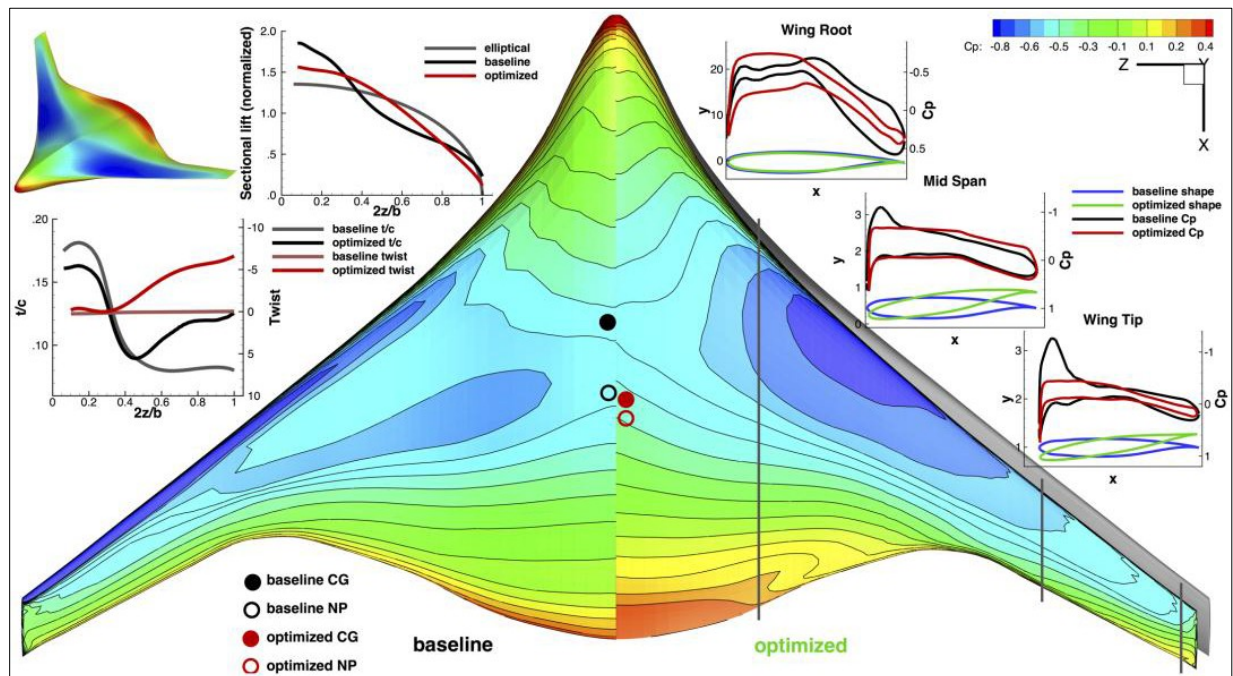 Sectional lift (normalized)
2.0
1.5
1.0
.5
.0
0.2 0.4 0.6 0.8 1
2z/b
elliptical
baseline
optimized
Wing Root
y
20
10
0
-0.5
0
0.5
Cp
x
Cp: -0.8 -0.6 -0.5 -0.3 -0.1 0.1 0.2 0.4
Z
Y
X
t/c
.20
.15
.10
0.2 0.4 0.6 0.8 1
2z/b
-10
-5
0
5
10
Twist
baseline t/c
optimized t/c
baseline twist
optimized twist
Mid Span
y
3
2
1
0
-1
0
1
Cp
x
baseline shape
optimized shape
baseline Cp
optimized Cp
Wing Tip
y
3
2
1
-1
0
1
Cp
x
baseline CG
baseline NP
optimized CG
optimized NP
baseline
optimized